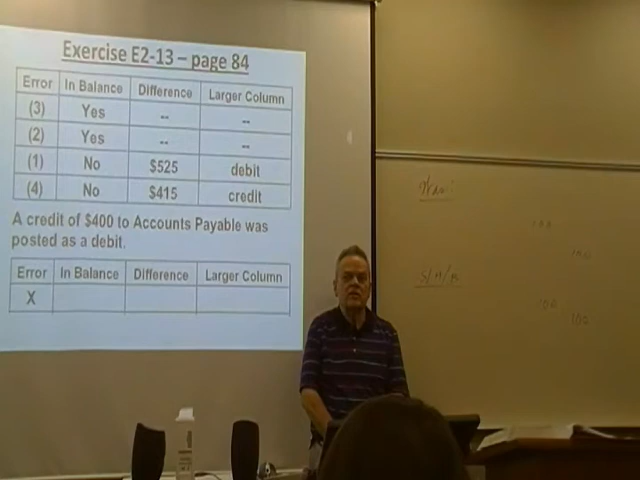 Exercise E2-13 – page 84
Error In Balance Difference Larger Column
(3) Yes -- --
(2) Yes -- --
(1) No $525 debit
(4) No $415 credit
A credit of $400 to Accounts Payable was
posted as a debit.
Error In Balance Difference Larger Column
X
S/H/B
100